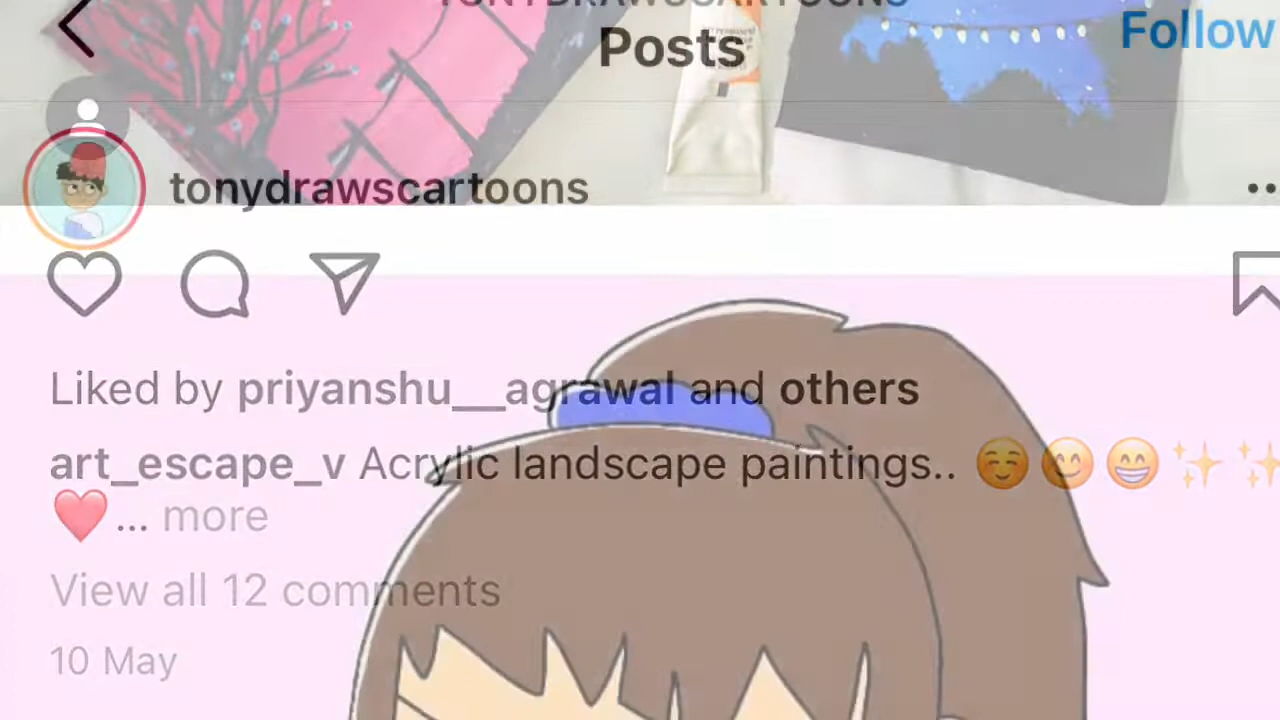 TONYDRAWSCARTOONS
Posts
Follow
tonydrawscartoons
Liked by priyanshu__agrawal and others
art_escape_v Acrylic landscape paintings.. ☺️😊😄✨✨
❤️... more
View all 12 comments
10 May